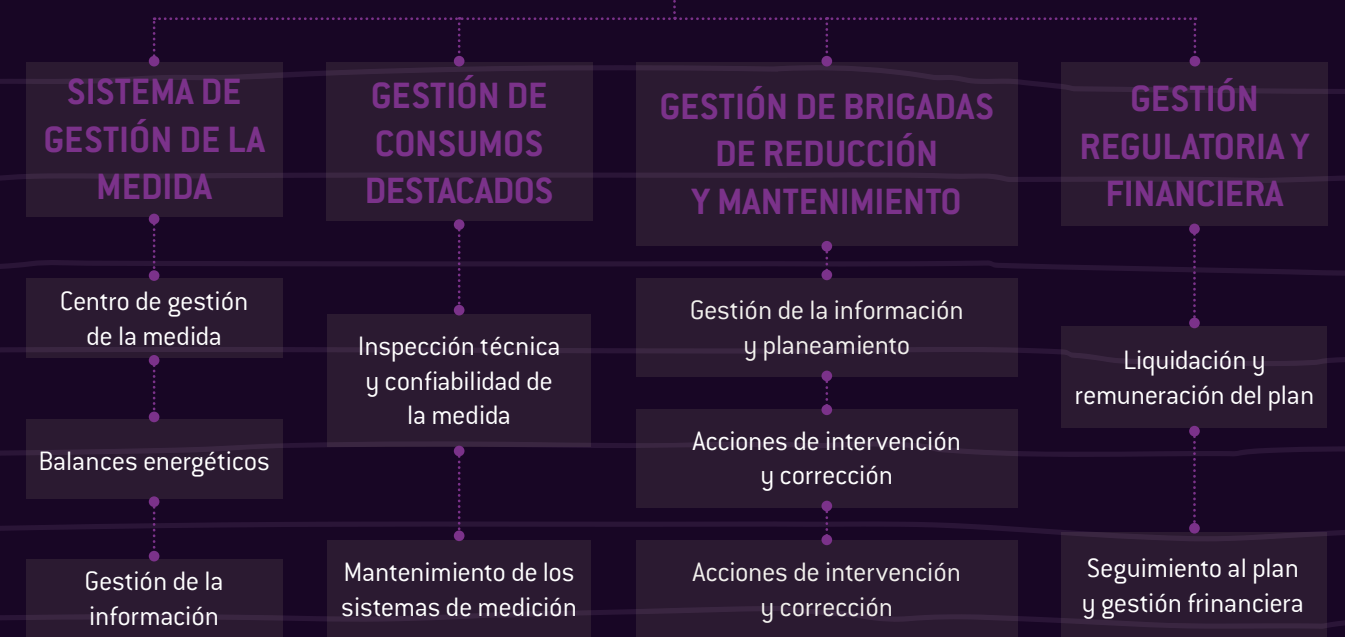 SISTEMA DE
GESTIÓN DE LA
MEDIDA
Centro de gestión
de la medida
Balances energéticos
Gestión de la
información
GESTIÓN DE
CONSUMOS
DESTACADOS
Inspección técnica
y confiabilidad de
la medida
Mantenimiento de los
sistemas de medición
GESTIÓN DE BRIGADAS
DE REDUCCIÓN
Y MANTENIMIENTO
Gestión de la información
y planeamiento
Acciones de intervención
y corrección
Acciones de intervención
y corrección
GESTIÓN
REGULATORIA Y
FINANCIERA
Liquidación y
remuneración del plan
Seguimiento al plan
y gestión frinanciera